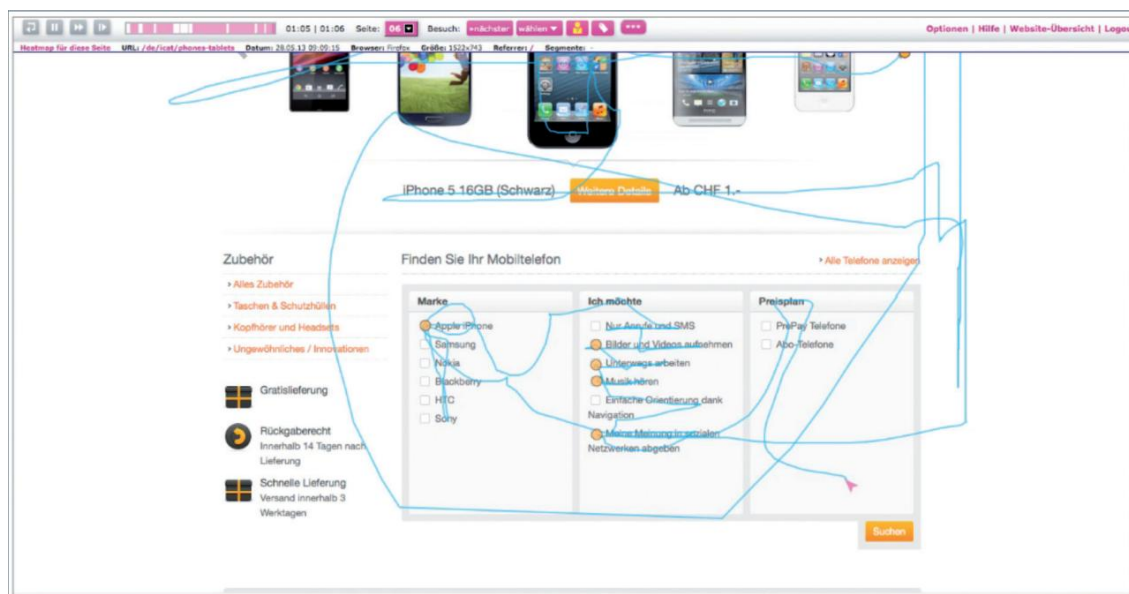 01:05 | 01:06 Seite: 06 Besuch: »nächster wählen Optionen | Hilfe | Website-Übersicht | Logout
Heatmap für diese Seite URL: /de/icat/phones-tablets Datum: 28.05.13 09:09:15 Browser: Firefox Größe: 1522x743 Referrer: / Segmente: -
iPhone 5 16GB (Schwarz) Weitere Details Ab CHF 1.-
Zubehör
Finden Sie Ihr Mobiltelefon
› Alle Telefone anzeigen
› Alles Zubehör
› Taschen & Schutzhüllen
› Kopfhörer und Headsets
› Ungewöhnliches / Innovationen
Gratislieferung
Rückgaberecht
Innerhalb 14 Tagen nach
Lieferung
Schnelle Lieferung
Versand innerhalb 3
Werktagen
Marke
Apple iPhone
Samsung
Nokia
Blackberry
HTC
Sony
Ich möchte
Nur Anrufe und SMS
Bilder und Videos aufnehmen
Unterwegs arbeiten
Musik hören
Einfache Orientierung dank
Navigation
Meine Meinung in sozialen
Netzwerken abgeben
Preisplan
PrePay Telefone
Abo-Telefone
Suchen